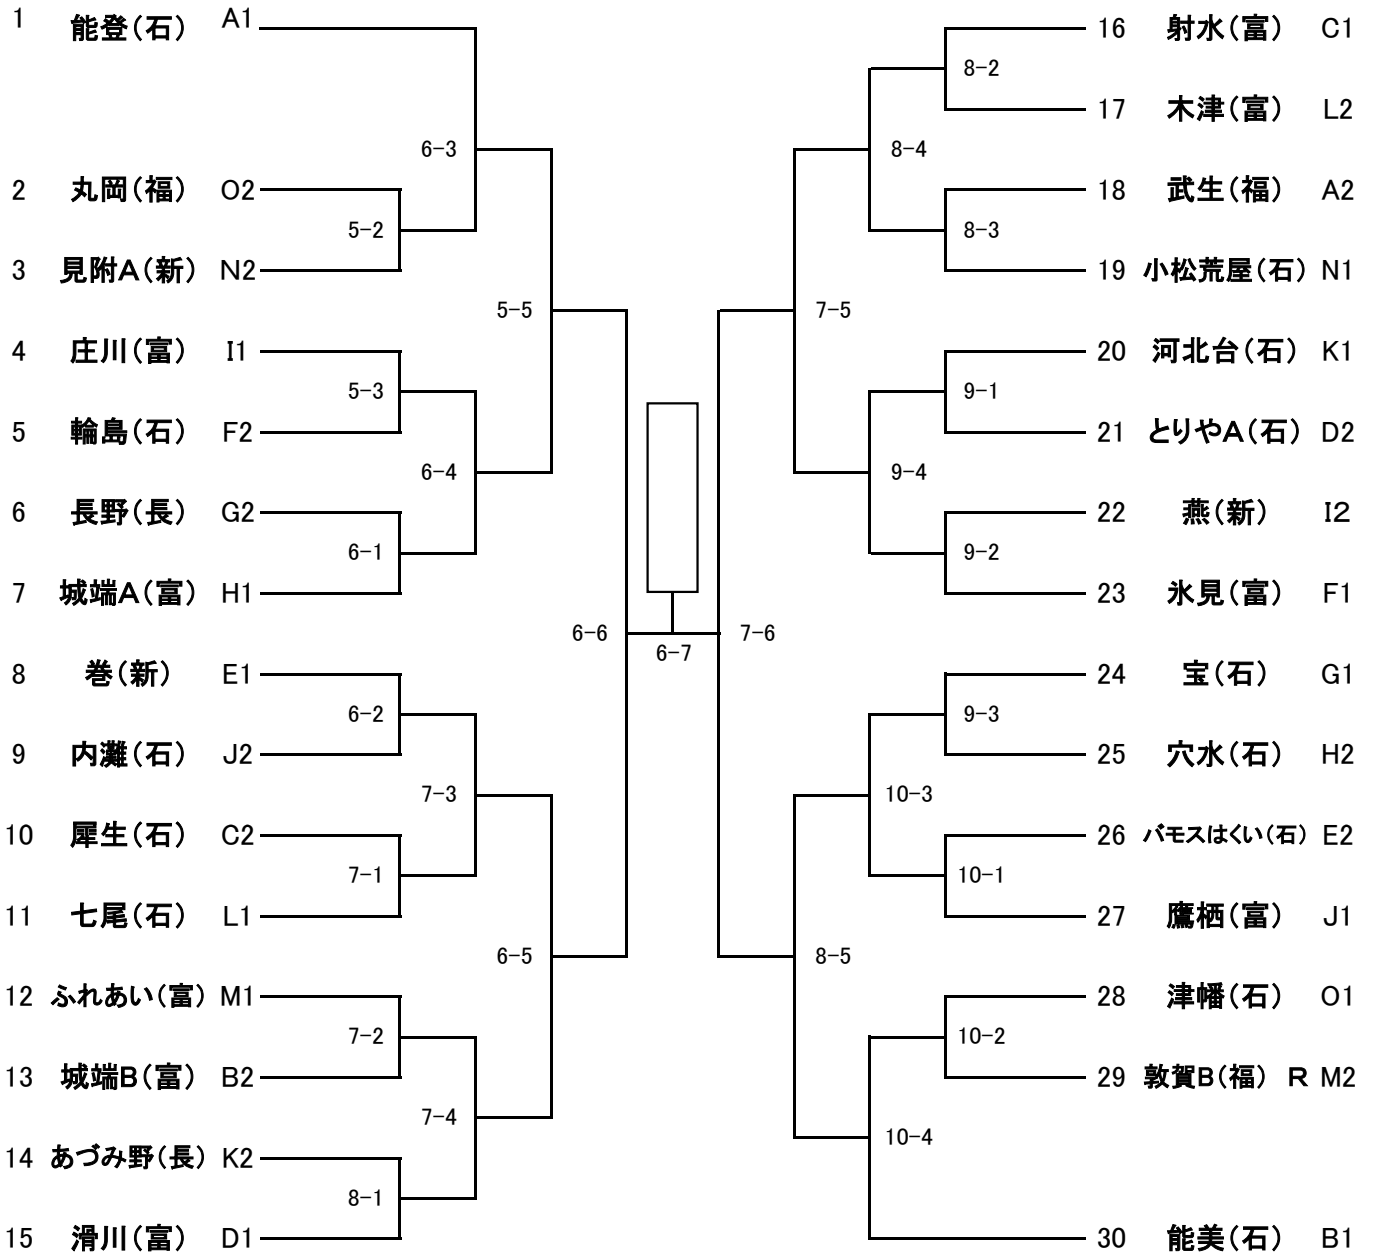 1 能登(石) A1
16 射水(富) C1
8-2
17 木津(富) L2
6-3
8-4
2 丸岡(福) O2
18 武生(福) A2
5-2
8-3
3 見附A(新) N2
19 小松荒屋(石) N1
5-5
7-5
4 庄川(富) I1
20 河北台(石) K1
5-3
9-1
5 輪島(石) F2
21 とりやA(石) D2
6-4
9-4
6 長野(長) G2
22 燕(新) I2
6-1
9-2
7 城端A(富) H1
23 氷見(富) F1
6-6
6-7
7-6
8 巻(新) E1
24 宝(石) G1
6-2
9-3
9 内灘(石) J2
25 穴水(石) H2
7-3
10-3
10 犀生(石) C2
26 バモスはくい(石) E2
7-1
10-1
11 七尾(石) L1
27 鷹栖(富) J1
6-5
8-5
12 ふれあい(富) M1
28 津幡(石) O1
7-2
10-2
13 城端B(富) B2
29 敦賀B(福) R M2
7-4
10-4
14 あづみ野(長) K2
8-1
15 滑川(富) D1
30 能美(石) B1